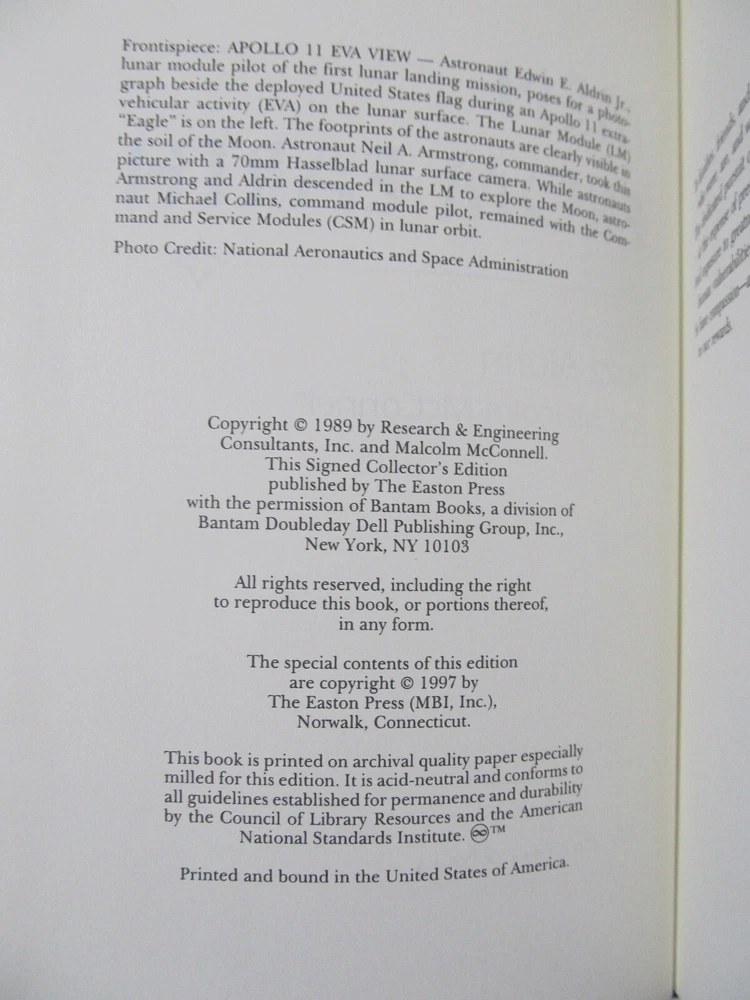 Frontispiece: APOLLO 11 EVA VIEW — Astronaut Edwin E. Aldrin Jr.,
lunar module pilot of the first lunar landing mission, poses for a photo-
graph beside the deployed United States flag during an Apollo 11 extra-
vehicular activity (EVA) on the lunar surface. The Lunar Module (LM)
"Eagle" is on the left. The footprints of the astronauts are clearly visible in
the soil of the Moon. Astronaut Neil A. Armstrong, commander, took this
picture with a 70mm Hasselblad lunar surface camera. While astronauts
Armstrong and Aldrin descended in the LM to explore the Moon, astro-
naut Michael Collins, command module pilot, remained with the Com-
mand and Service Modules (CSM) in lunar orbit.
Photo Credit: National Aeronautics and Space Administration
Copyright © 1989 by Research & Engineering
Consultants, Inc. and Malcolm McConnell.
This Signed Collector's Edition
published by The Easton Press
with the permission of Bantam Books, a division of
Bantam Doubleday Dell Publishing Group, Inc.,
New York, NY 10103
All rights reserved, including the right
to reproduce this book, or portions thereof,
in any form.
The special contents of this edition
are copyright © 1997 by
The Easton Press (MBI, Inc.),
Norwalk, Connecticut.
This book is printed on archival quality paper especially
milled for this edition. It is acid-neutral and conforms to
all guidelines established for permanence and durability
by the Council of Library Resources and the American
National Standards Institute. ♾™
Printed and bound in the United States of America.